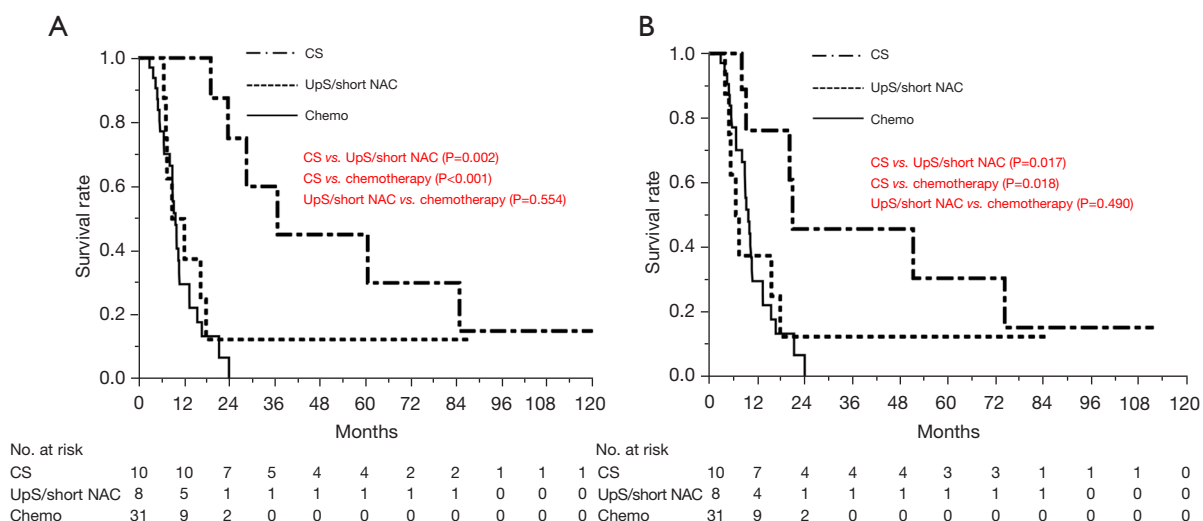 A
CS
UpS/short NAC
Chemo
CS vs. UpS/short NAC (P=0.002)
CS vs. chemotherapy (P<0.001)
UpS/short NAC vs. chemotherapy (P=0.554)
Survival rate
1.0
0.8
0.6
0.4
0.2
0.0
0 12 24 36 48 60 72 84 96 108 120
Months
No. at risk
CS 10 10 7 5 4 4 2 2 1 1 1
UpS/short NAC 8 5 1 1 1 1 1 1 0 0 0
Chemo 31 9 2 0 0 0 0 0 0 0 0
B
CS
UpS/short NAC
Chemo
CS vs. UpS/short NAC (P=0.017)
CS vs. chemotherapy (P=0.018)
UpS/short NAC vs. chemotherapy (P=0.490)
Survival rate
1.0
0.8
0.6
0.4
0.2
0.0
0 12 24 36 48 60 72 84 96 108 120
Months
No. at risk
CS 10 7 4 4 4 3 3 1 1 1 0
UpS/short NAC 8 4 1 1 1 1 1 1 0 0 0
Chemo 31 9 2 0 0 0 0 0 0 0 0